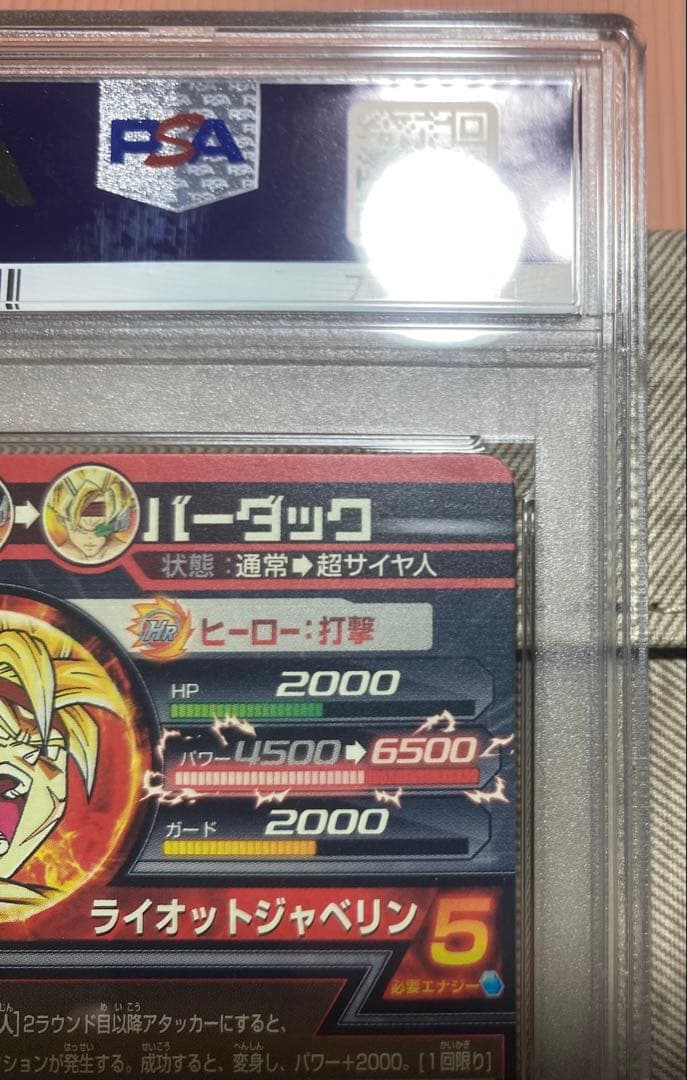 PSA
バーダック
状態：通常➡超サイヤ人
HR ヒーロー：打撃
HP 2000
パワー 4500➡6500
ガード 2000
ライオットジャベリン 5
必要エナジー
人]2ラウンド目以降アタッカーにすると、
ションが発生する。成功すると、変身し、パワー+2000。[1回限り]